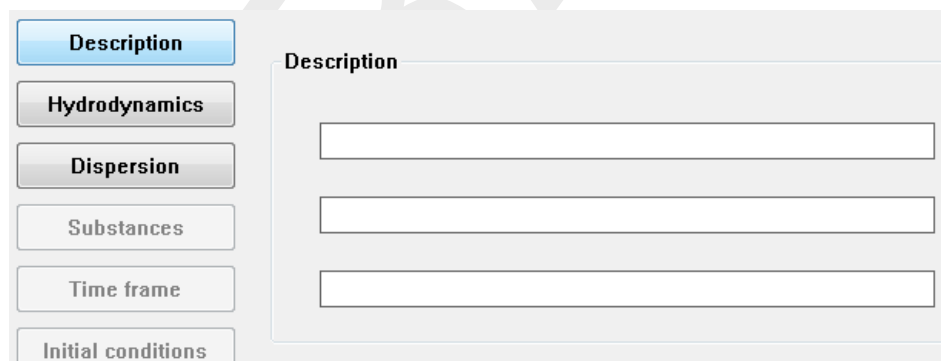 Description
Hydrodynamics
Dispersion
Substances
Time frame
Initial conditions
Description